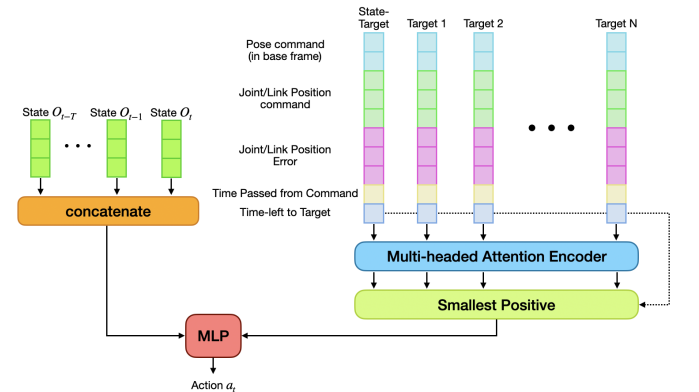 State-
Target
Target 1
Target 2
Target N
Pose command
(in base frame)
Joint/Link Position
command
State O_{t−T}
State O_{t−1}
State O_t
Joint/Link Position
Error
Time Passed from Command
Time-left to Target
concatenate
Multi-headed Attention Encoder
Smallest Positive
MLP
Action a_t